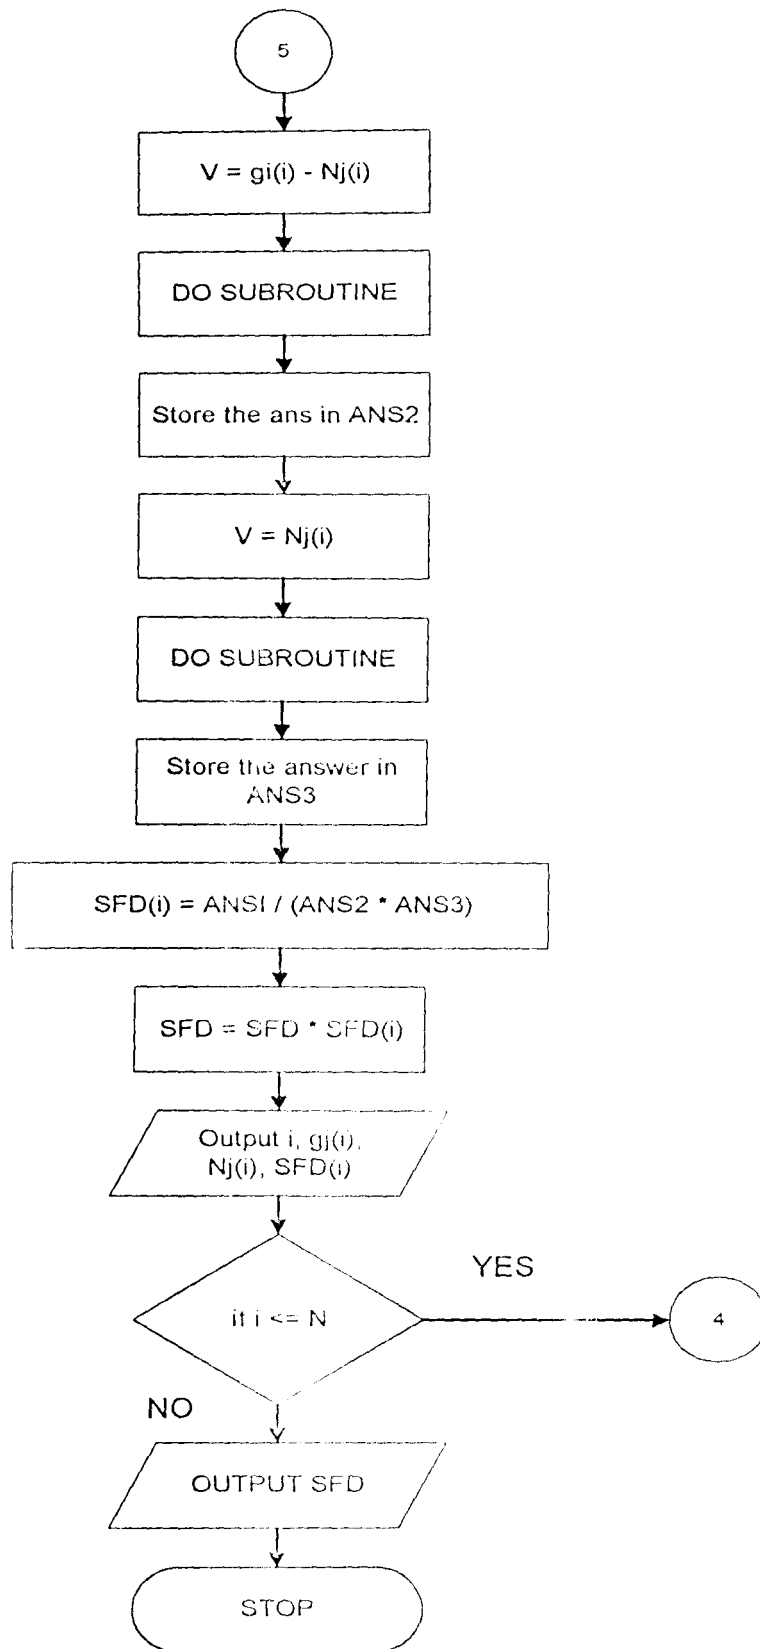 5
V = gi(i) - Nj(i)
DO SUBROUTINE
Store the ans in ANS2
V = Nj(i)
DO SUBROUTINE
Store the answer in
ANS3
SFD(i) = ANSI / (ANS2 * ANS3)
SFD = SFD * SFD(i)
Output i, gj(i),
Nj(i), SFD(i)
if i <= N
YES
4
NO
OUTPUT SFD
STOP